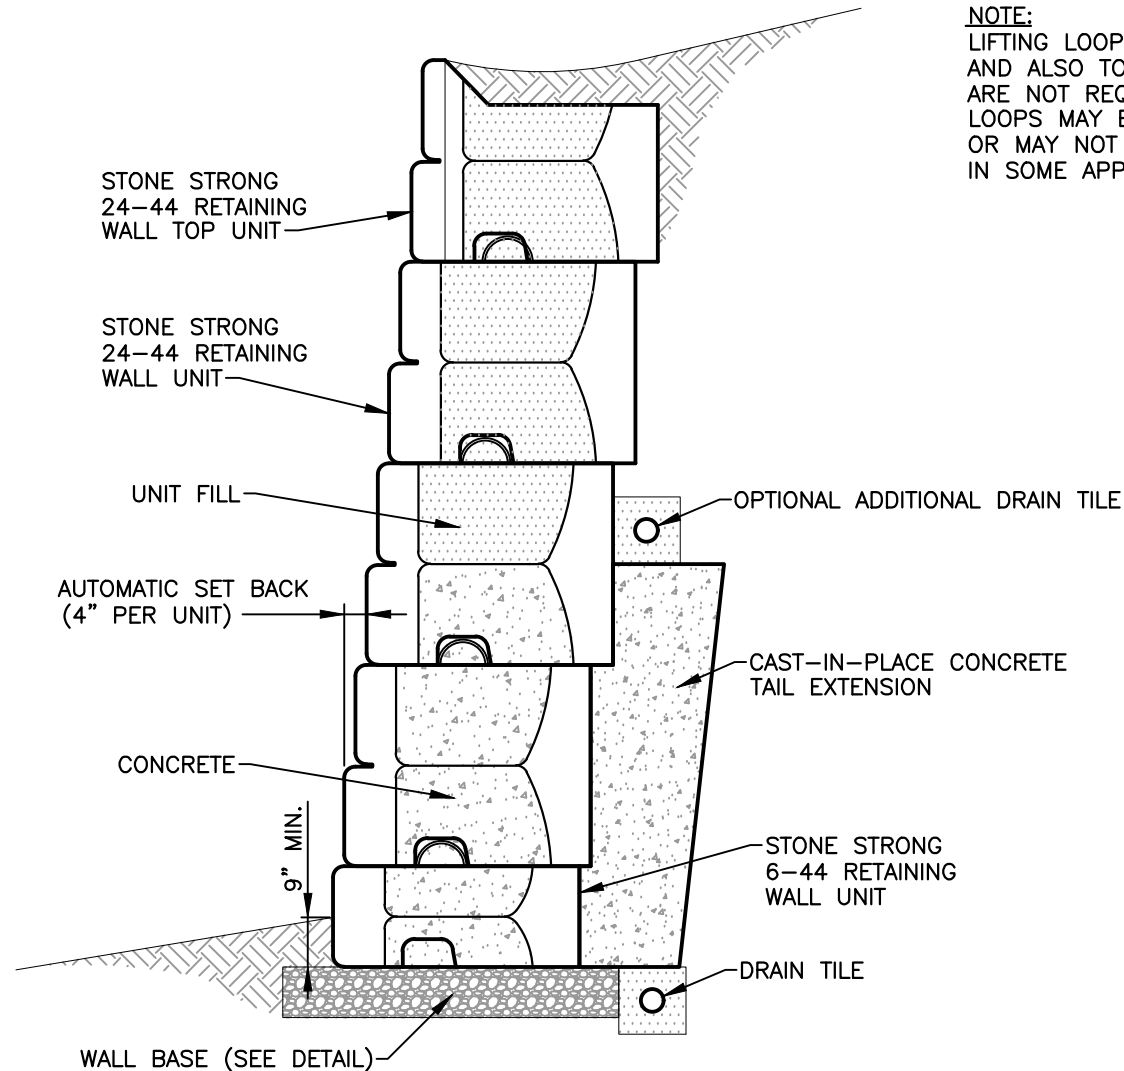 NOTE:
LIFTING LOOP
AND ALSO TO
ARE NOT REQ
LOOPS MAY
OR MAY NOT
IN SOME APP
STONE STRONG
24-44 RETAINING
WALL TOP UNIT
STONE STRONG
24-44 RETAINING
WALL UNIT
UNIT FILL
OPTIONAL ADDITIONAL DRAIN TILE
AUTOMATIC SET BACK
(4" PER UNIT)
CAST-IN-PLACE CONCRETE
TAIL EXTENSION
CONCRETE
9" MIN.
STONE STRONG
6-44 RETAINING
WALL UNIT
DRAIN TILE
WALL BASE (SEE DETAIL)